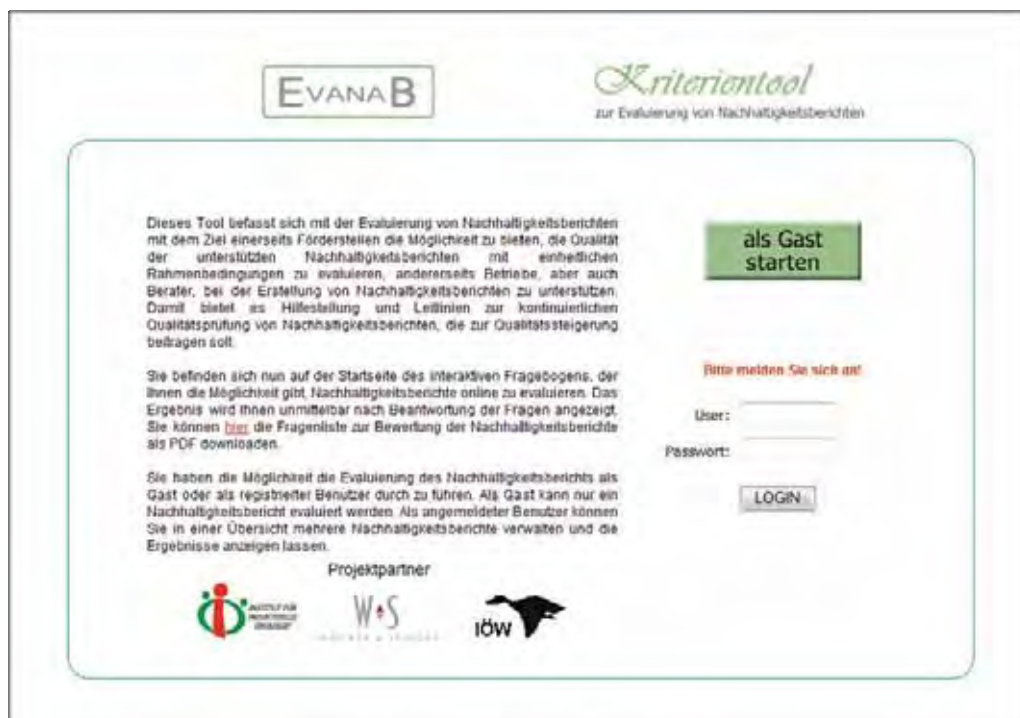 EVANAB
Kriterientool
zur Evaluierung von Nachhaltigkeitsberichten
Dieses Tool befasst sich mit der Evaluierung von Nachhaltigkeitsberichten
mit dem Ziel einerseits Förderstellen die Möglichkeit zu bieten, die Qualität
der unterstützten Nachhaltigkeitsberichten mit einheitlichen
Rahmenbedingungen zu evaluieren, andererseits Betriebe, aber auch
Berater, bei der Erstellung von Nachhaltigkeitsberichten zu unterstützen.
Damit bietet es Hilfestellung und Leitlinien zur kontinuierlichen
Qualitätsprüfung von Nachhaltigkeitsberichten, die zur Qualitätssteigerung
beitragen soll.
Sie befinden sich nun auf der Startseite des interaktiven Fragebogens, der
Ihnen die Möglichkeit gibt, Nachhaltigkeitsberichte online zu evaluieren. Das
Ergebnis wird Ihnen unmittelbar nach Beantwortung der Fragen angezeigt.
Sie können hier die Fragenliste zur Bewertung der Nachhaltigkeitsberichte
als PDF downloaden.
Sie haben die Möglichkeit die Evaluierung des Nachhaltigkeitsberichts als
Gast oder als registrierter Benutzer durch zu führen. Als Gast kann nur ein
Nachhaltigkeitsbericht evaluiert werden. Als angemeldeter Benutzer können
Sie in einer Übersicht mehrere Nachhaltigkeitsberichte verwalten und die
Ergebnisse anzeigen lassen.
als Gast
starten
Bitte melden Sie sich an!
User:
Passwort:
LOGIN
Projektpartner
INSTITUT FÜR
INDUSTRIELLE
ÖKOLOGIE
W S
IÖW